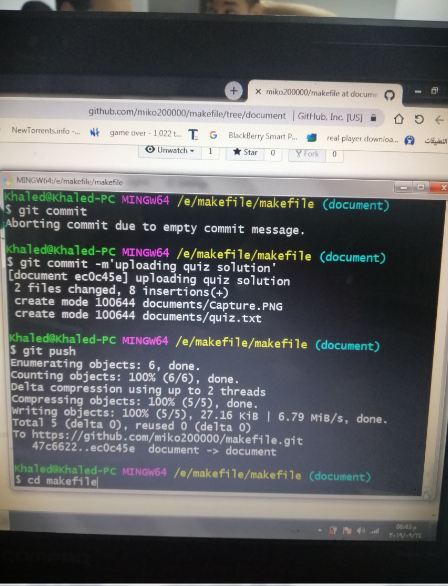 miko200000/makefile at docume
github.com/miko200000/makefile/tree/document | GitHub, Inc. [US]
NewTorrents.info -... game over - 1,022 t... BlackBerry Smart P... real player downloa...
Unwatch 1 Star 0 Fork 0
MINGW64:/e/makefile/makefile
Khaled@Khaled-PC MINGW64 /e/makefile/makefile (document)
$ git commit
Aborting commit due to empty commit message.
Khaled@Khaled-PC MINGW64 /e/makefile/makefile (document)
$ git commit -m'uploading quiz solution'
[document ec0c45e] uploading quiz solution
2 files changed, 8 insertions(+)
create mode 100644 documents/Capture.PNG
create mode 100644 documents/quiz.txt
Khaled@Khaled-PC MINGW64 /e/makefile/makefile (document)
$ git push
Enumerating objects: 6, done.
Counting objects: 100% (6/6), done.
Delta compression using up to 2 threads
Compressing objects: 100% (5/5), done.
Writing objects: 100% (5/5), 27.16 KiB | 6.79 MiB/s, done.
Total 5 (delta 0), reused 0 (delta 0)
To https://github.com/miko200000/makefile.git
47c6622..ec0c45e document -> document
Khaled@Khaled-PC MINGW64 /e/makefile/makefile (document)
$ cd makefile